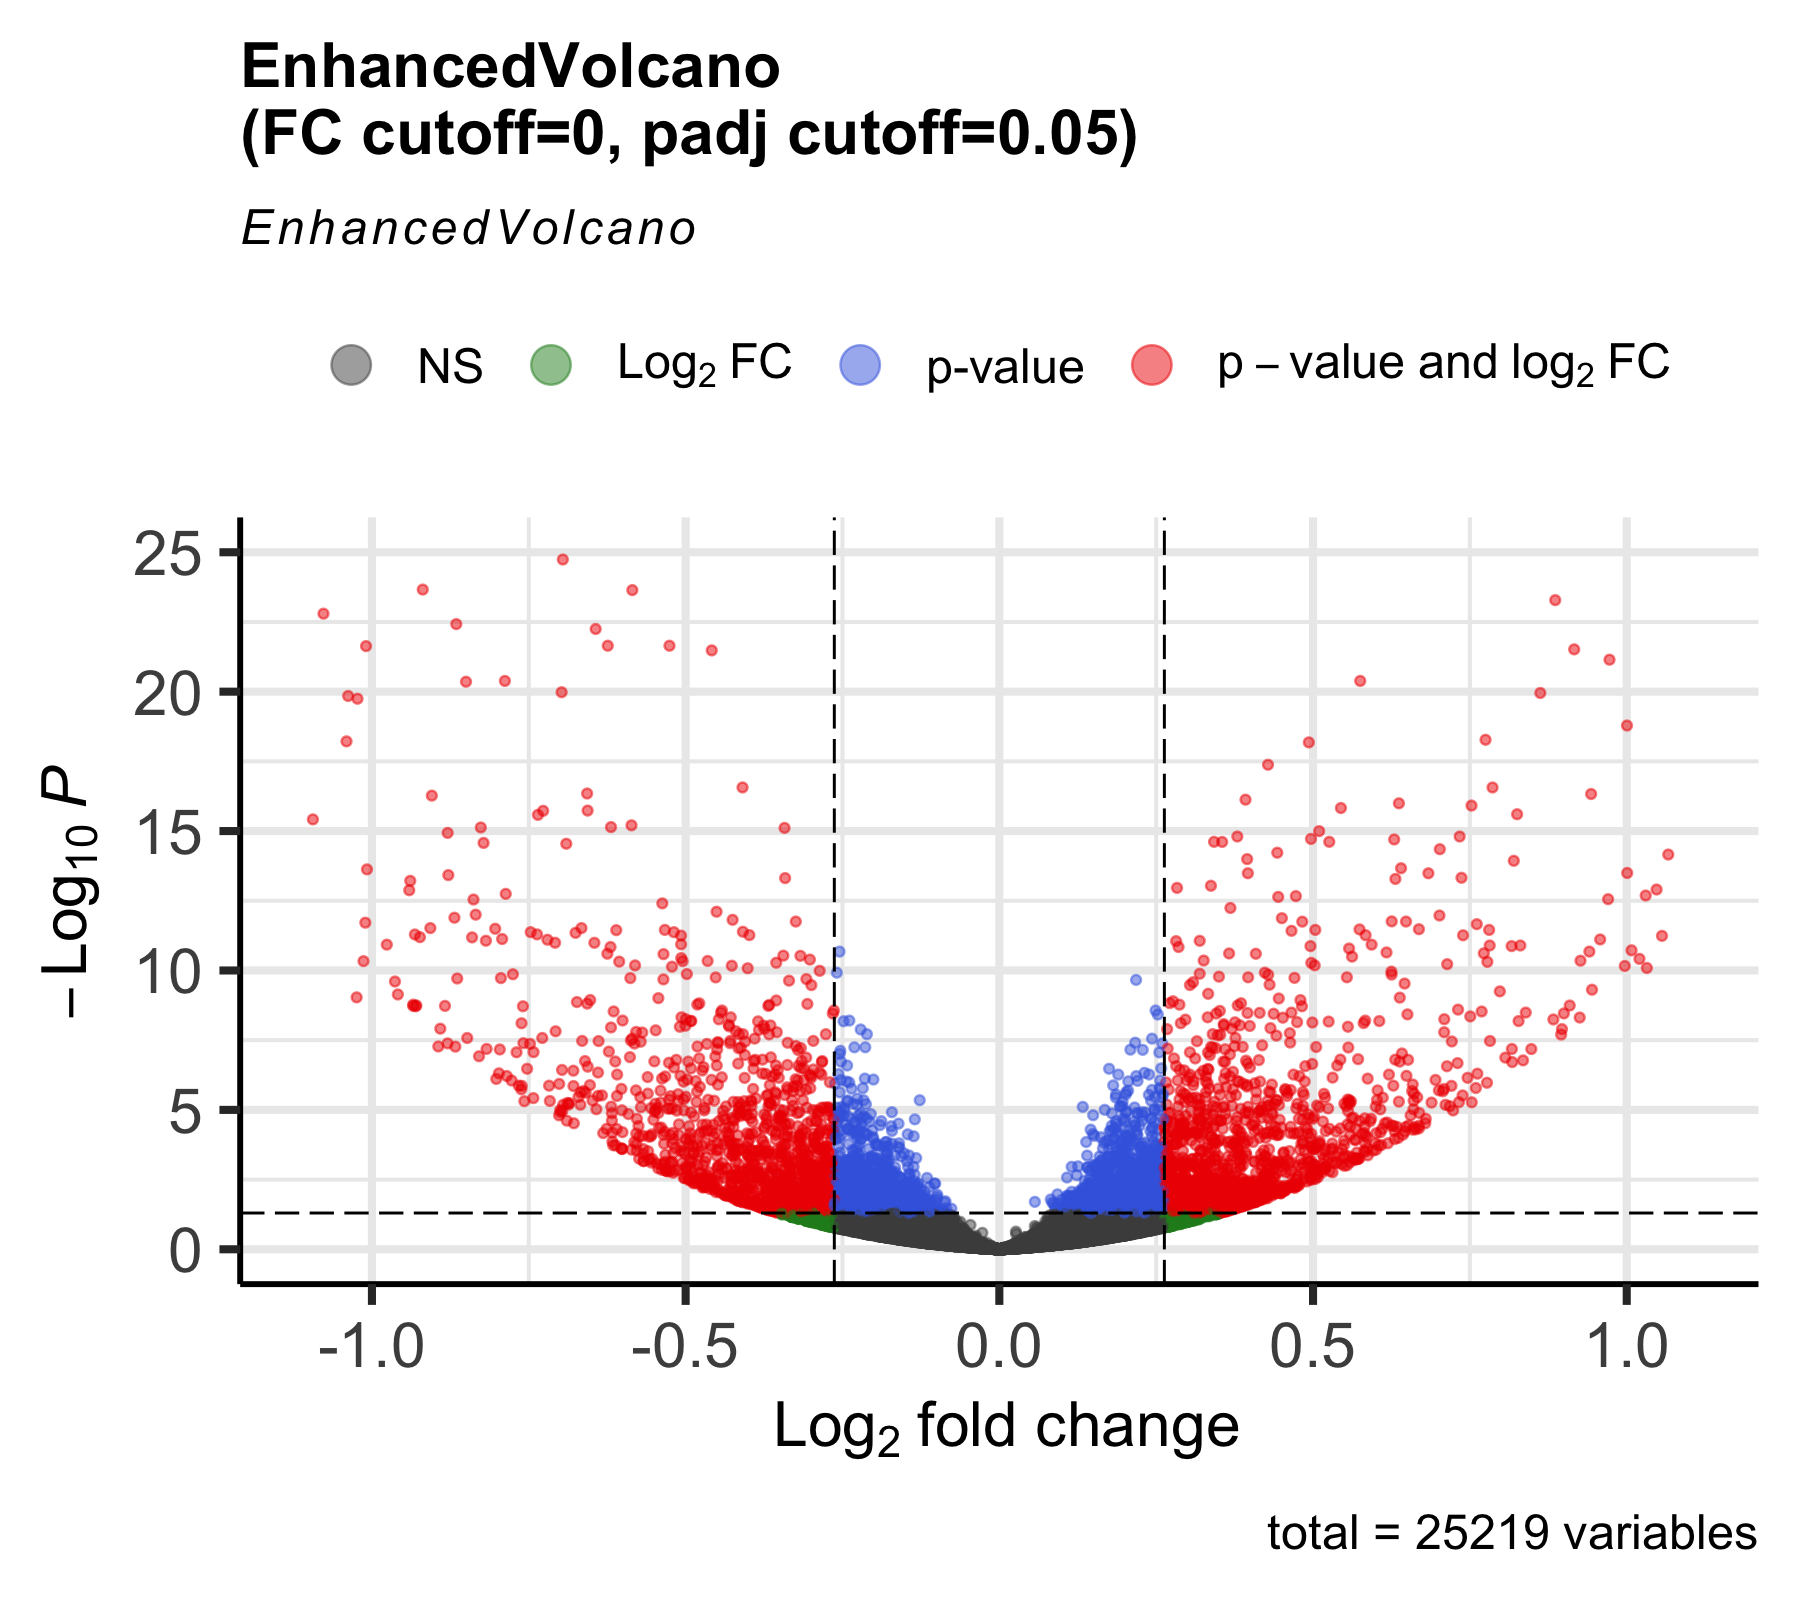 EnhancedVolcano
(FC cutoff=0, padj cutoff=0.05)
EnhancedVolcano
NS Log₂ FC p-value p – value and log₂ FC
25
20
15
10
5
0
–Log₁₀ P
-1.0 -0.5 0.0 0.5 1.0
Log₂ fold change
total = 25219 variables